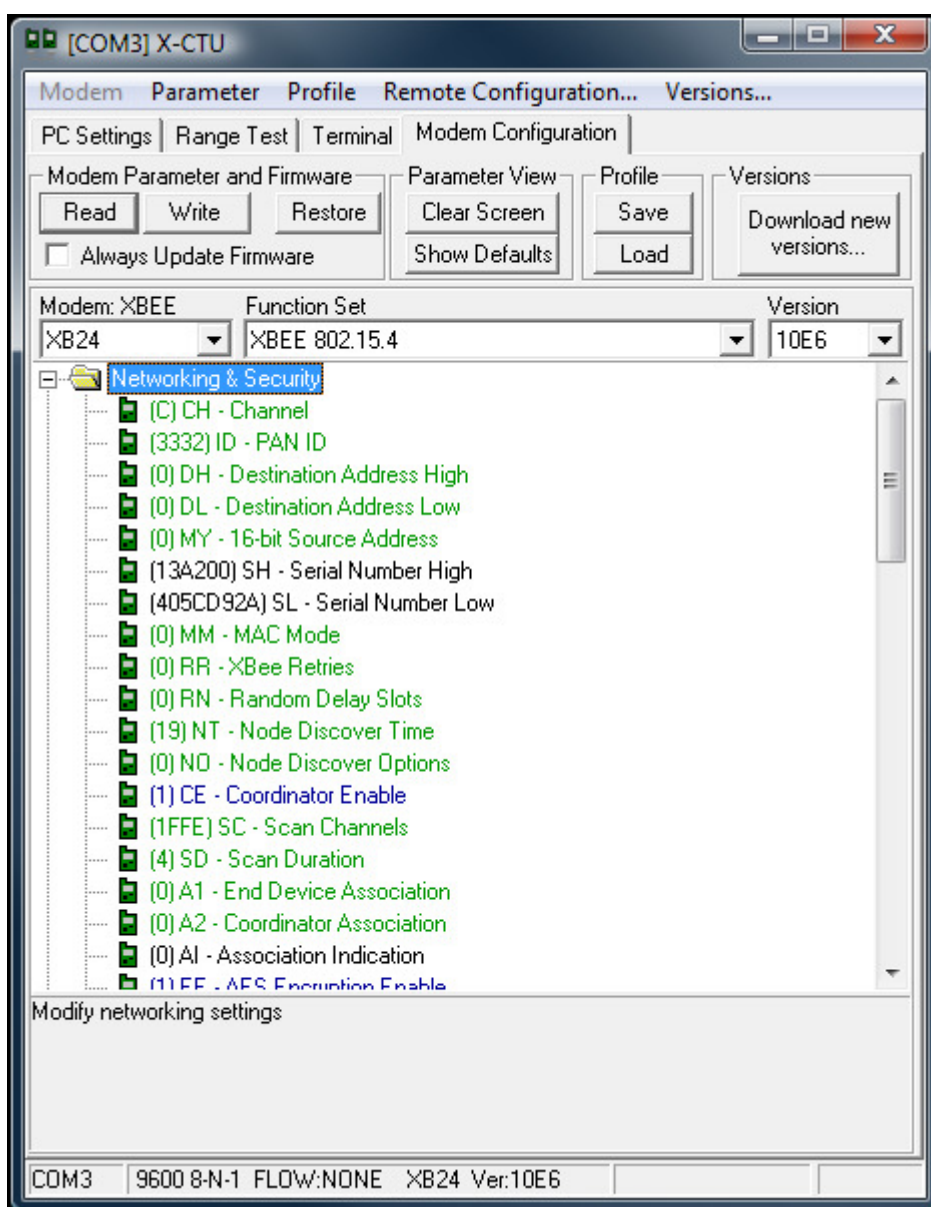 [COM3] X-CTU
Modem Parameter Profile Remote Configuration... Versions...
PC Settings Range Test Terminal Modem Configuration
Modem Parameter and Firmware Parameter View Profile Versions
Read Write Restore Clear Screen Save Download new versions...
Always Update Firmware Show Defaults Load
Modem: XBEE Function Set Version
XB24 XBEE 802.15.4 10E6
Networking & Security
(C) CH - Channel
(3332) ID - PAN ID
(0) DH - Destination Address High
(0) DL - Destination Address Low
(0) MY - 16-bit Source Address
(13A200) SH - Serial Number High
(405CD92A) SL - Serial Number Low
(0) MM - MAC Mode
(0) RR - XBee Retries
(0) RN - Random Delay Slots
(19) NT - Node Discover Time
(0) NO - Node Discover Options
(1) CE - Coordinator Enable
(1FFE) SC - Scan Channels
(4) SD - Scan Duration
(0) A1 - End Device Association
(0) A2 - Coordinator Association
(0) AI - Association Indication
(1) EE - AES Encryption Enable
Modify networking settings
COM3 9600 8-N-1 FLOW:NONE XB24 Ver:10E6